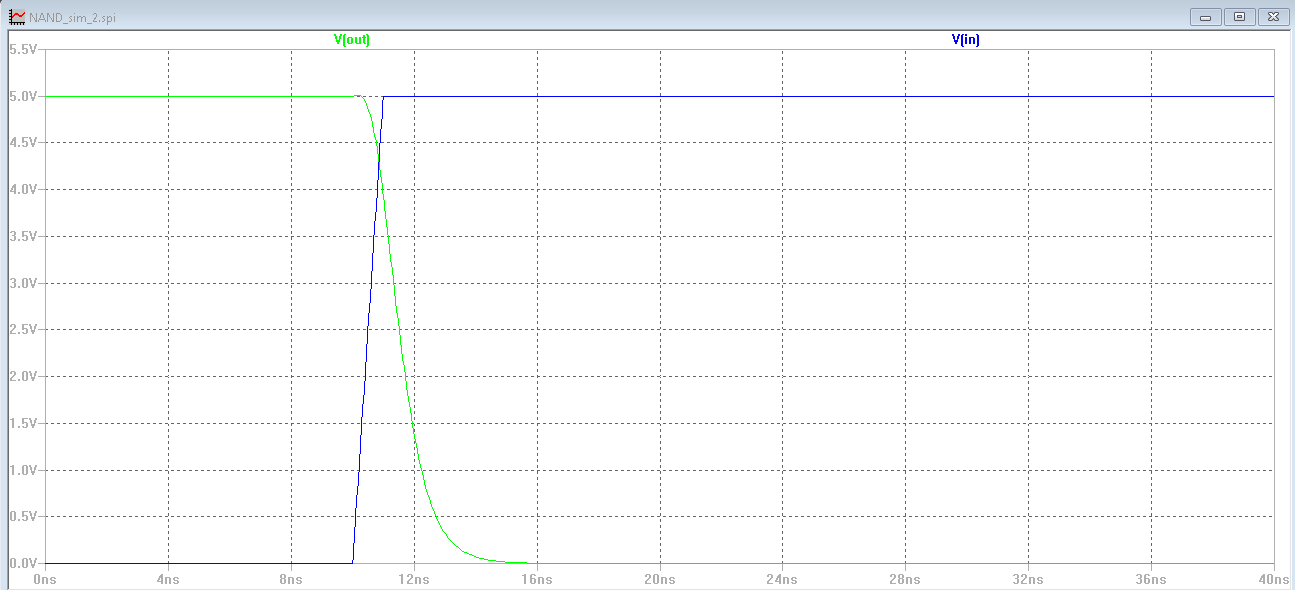 NAND_sim_2.spi
V(out) V(in)
5.5V
5.0V
4.5V
4.0V
3.5V
3.0V
2.5V
2.0V
1.5V
1.0V
0.5V
0.0V
0ns 4ns 8ns 12ns 16ns 20ns 24ns 28ns 32ns 36ns 40ns